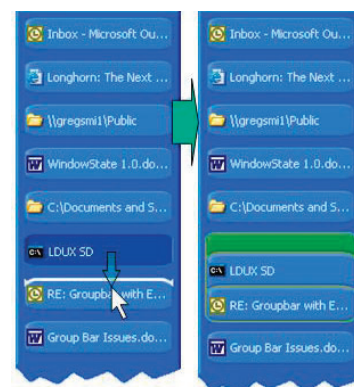 Inbox - Microsoft Ou...
Longhorn: The Next ...
\\gregsmi1\Public
WindowState 1.0.do...
C:\Documents and S...
LDUX SD
RE: Groupbar with E...
Group Bar Issues.do...
Inbox - Microsoft Ou...
Longhorn: The Next ...
\\gregsmi1\Public
WindowState 1.0.do...
C:\Documents and S...
LDUX SD
RE: Groupbar with E...
Group Bar Issues.do...